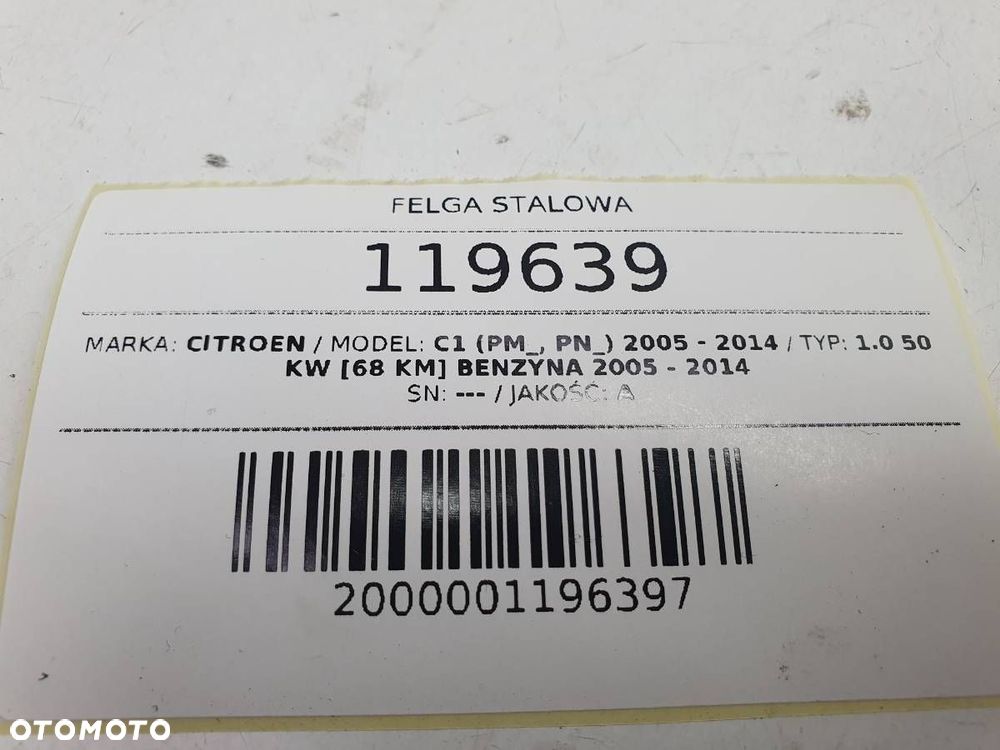 FELGA STALOWA
119639
MARKA: CITROEN / MODEL: C1 (PM_, PN_) 2005 - 2014 / TYP: 1.0 50
KW [68 KM] BENZYNA 2005 - 2014
SN: --- / JAKOŚĆ: A
2000001196397
OTOMOTO